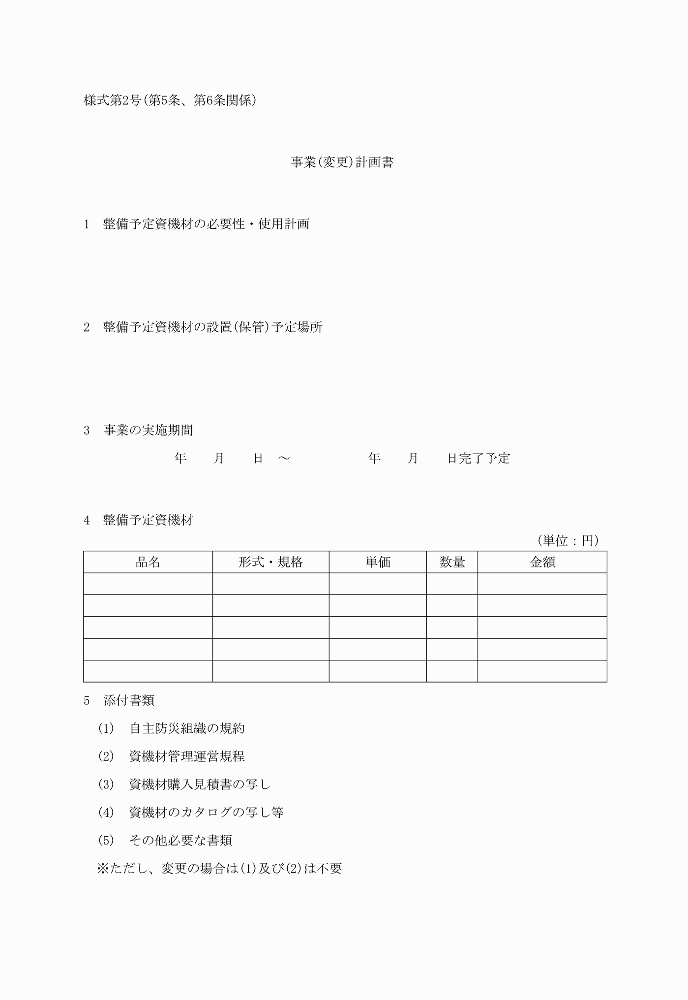 様式第2号(第5条、第6条関係)
事業(変更)計画書
1　整備予定資機材の必要性・使用計画
2　整備予定資機材の設置(保管)予定場所
3　事業の実施期間
年　　月　　日　～　　　　　　年　　月　　日完了予定
4　整備予定資機材
(単位：円)
品名　形式・規格　単価　数量　金額
5　添付書類
(1)　自主防災組織の規約
(2)　資機材管理運営規程
(3)　資機材購入見積書の写し
(4)　資機材のカタログの写し等
(5)　その他必要な書類
※ただし、変更の場合は(1)及び(2)は不要